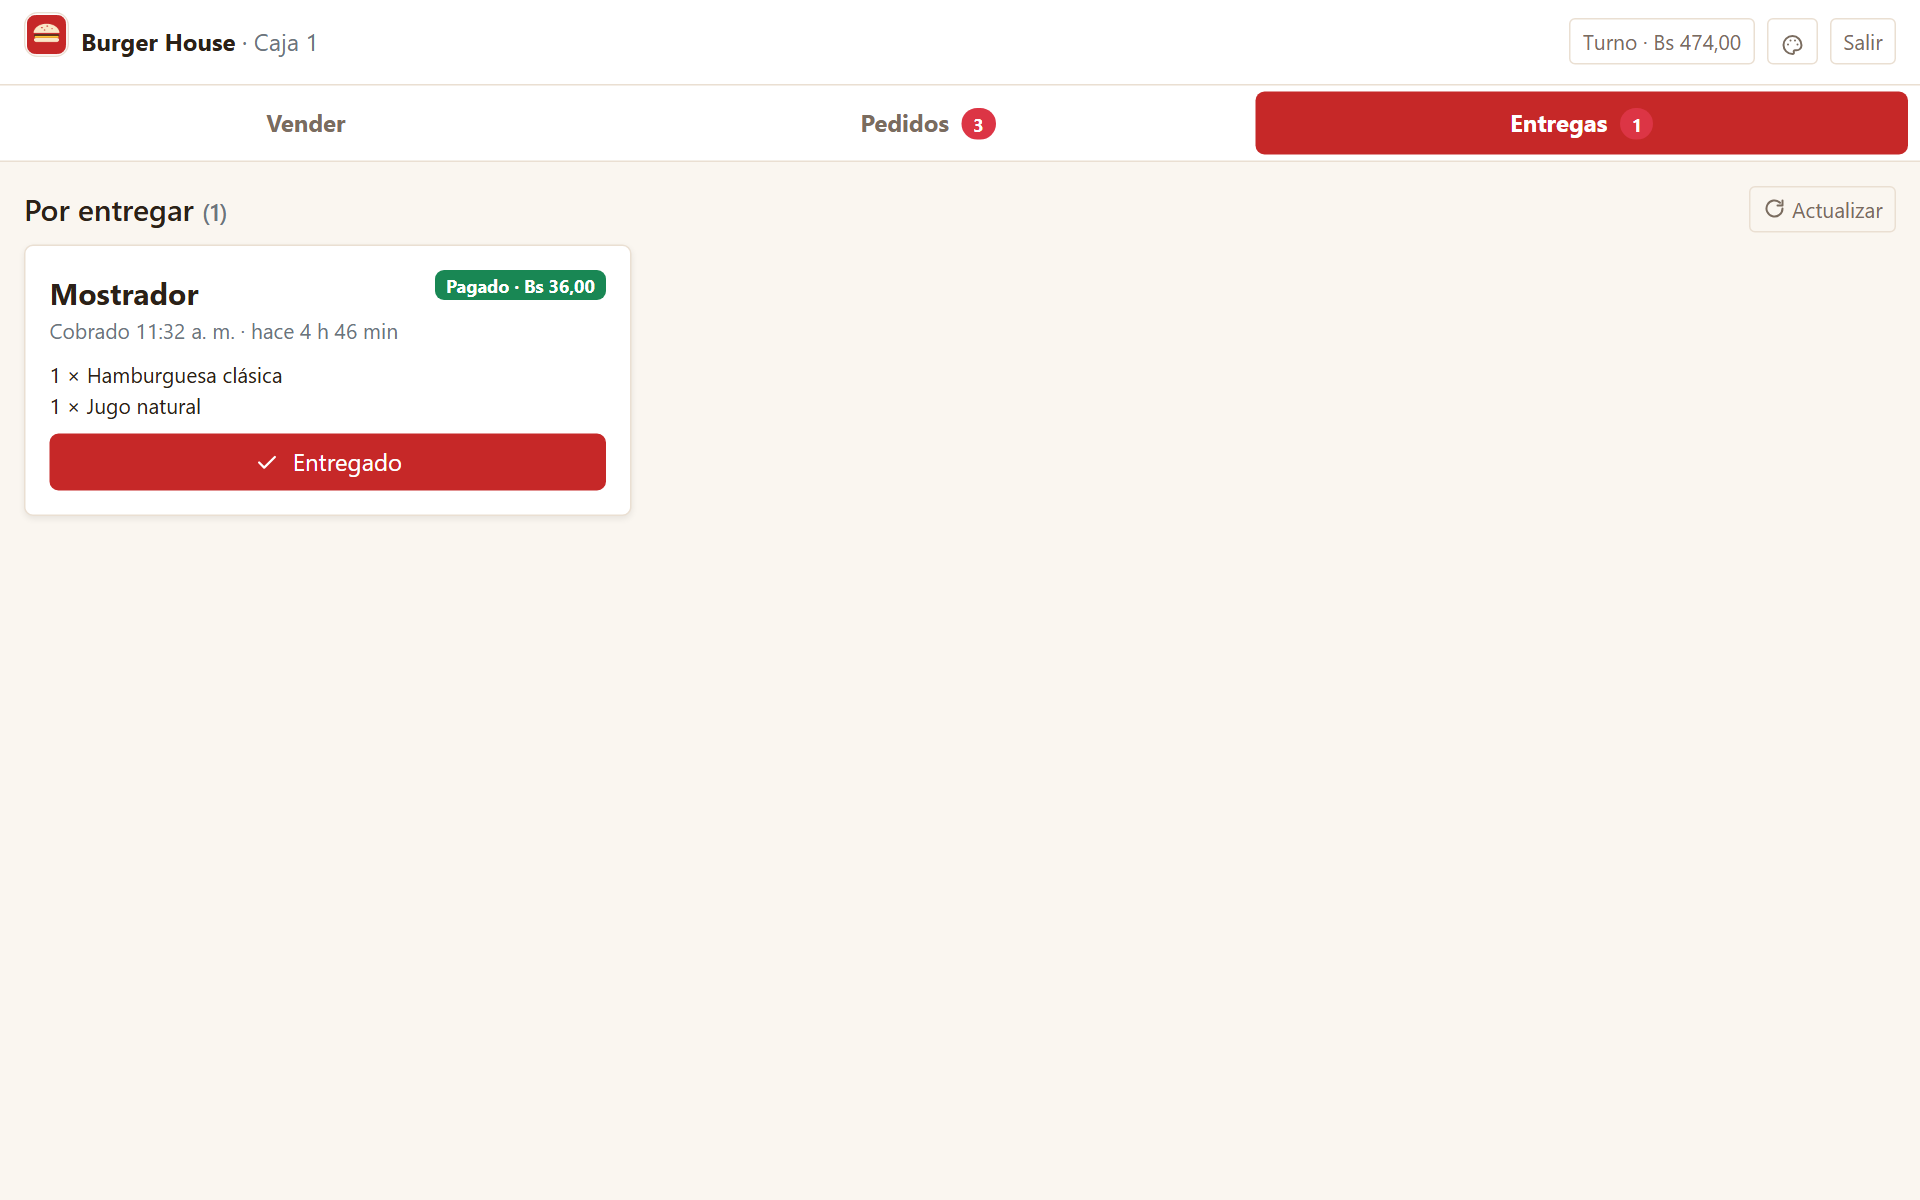 Burger House · Caja 1
Turno · Bs 474,00
Salir
Vender
Pedidos 3
Entregas 1
Por entregar (1)
Actualizar
Mostrador
Pagado · Bs 36,00
Cobrado 11:32 a. m. · hace 4 h 46 min
1 × Hamburguesa clásica
1 × Jugo natural
Entregado